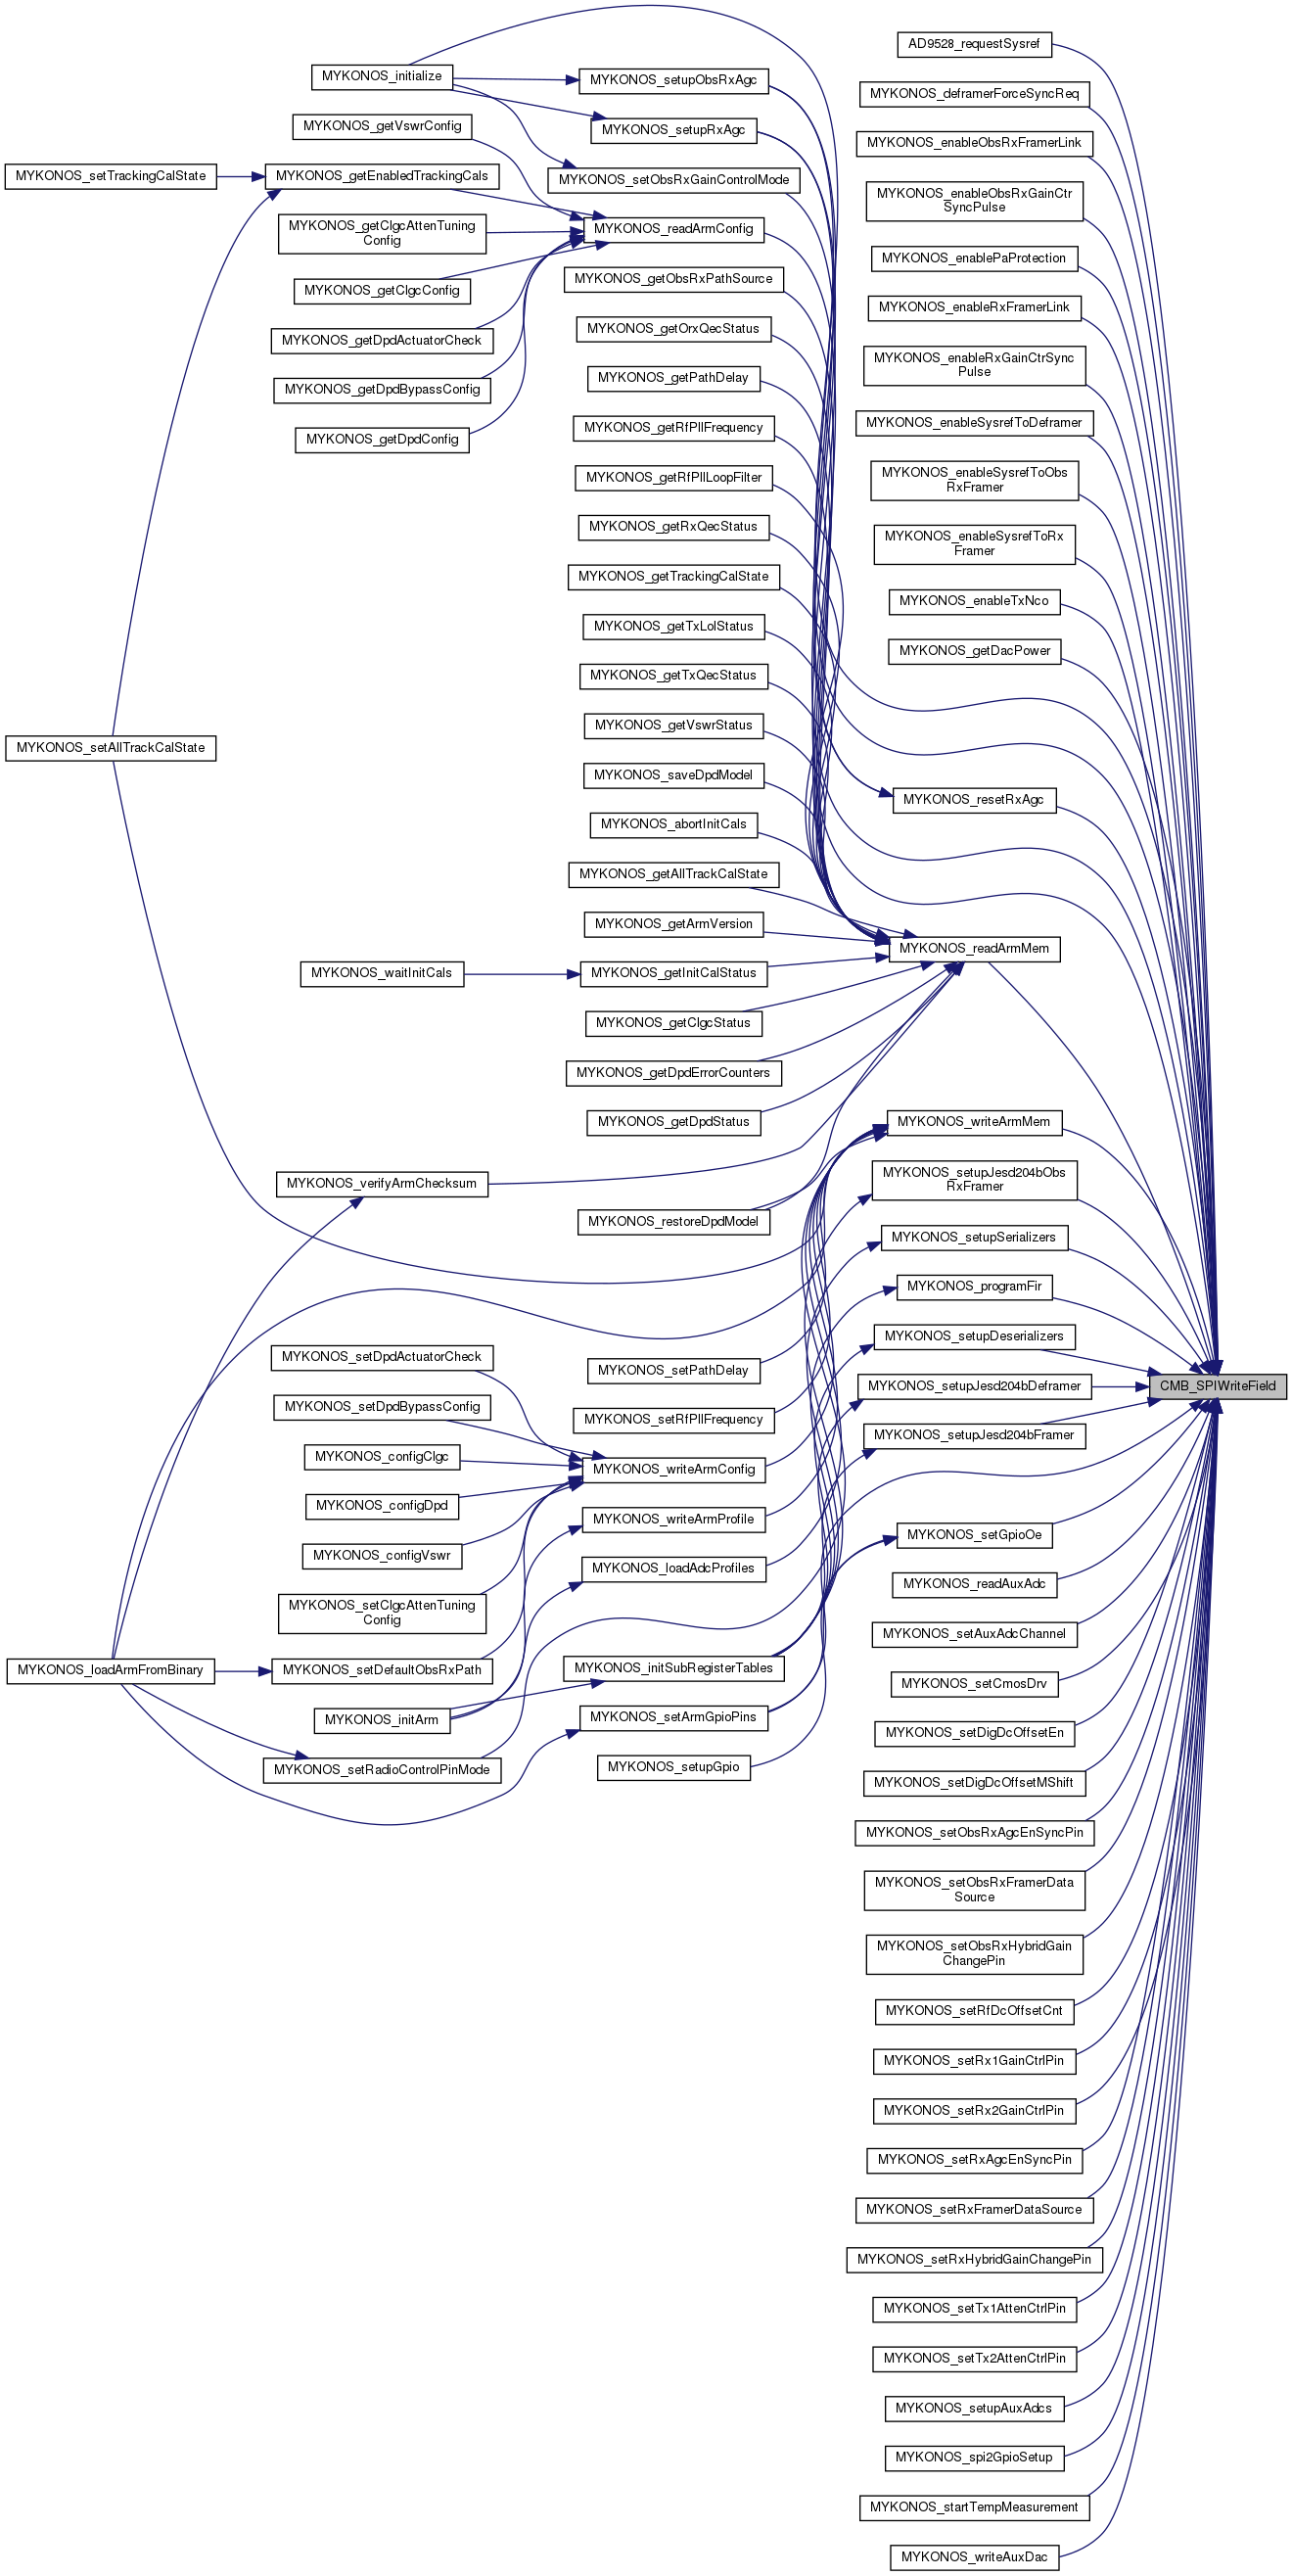 AD9528_requestSysref
MYKONOS_initialize
MYKONOS_setupObsRxAgc
MYKONOS_deframerForceSyncReq
MYKONOS_getVswrConfig
MYKONOS_setupRxAgc
MYKONOS_enableObsRxFramerLink
MYKONOS_setTrackingCalState
MYKONOS_getEnabledTrackingCals
MYKONOS_setObsRxGainControlMode
MYKONOS_enableObsRxGainCtr
SyncPulse
MYKONOS_getClgcAttenTuning
Config
MYKONOS_readArmConfig
MYKONOS_enablePaProtection
MYKONOS_getClgcConfig
MYKONOS_getObsRxPathSource
MYKONOS_enableRxFramerLink
MYKONOS_getDpdActuatorCheck
MYKONOS_getOrxQecStatus
MYKONOS_enableRxGainCtrSync
Pulse
MYKONOS_getDpdBypassConfig
MYKONOS_getPathDelay
MYKONOS_getDpdConfig
MYKONOS_getRfPllFrequency
MYKONOS_enableSysrefToDeframer
MYKONOS_getRfPllLoopFilter
MYKONOS_enableSysrefToObs
RxFramer
MYKONOS_getRxQecStatus
MYKONOS_enableSysrefToRx
Framer
MYKONOS_getTrackingCalState
MYKONOS_enableTxNco
MYKONOS_getTxLolStatus
MYKONOS_getDacPower
MYKONOS_getTxQecStatus
MYKONOS_getVswrStatus
MYKONOS_setAllTrackCalState
MYKONOS_saveDpdModel
MYKONOS_resetRxAgc
MYKONOS_abortInitCals
MYKONOS_getAllTrackCalState
MYKONOS_getArmVersion
MYKONOS_readArmMem
MYKONOS_waitInitCals
MYKONOS_getInitCalStatus
MYKONOS_getClgcStatus
MYKONOS_getDpdErrorCounters
MYKONOS_getDpdStatus
MYKONOS_writeArmMem
MYKONOS_verifyArmChecksum
MYKONOS_setupJesd204bObs
RxFramer
MYKONOS_restoreDpdModel
MYKONOS_setupSerializers
MYKONOS_programFir
MYKONOS_setDpdActuatorCheck
MYKONOS_setPathDelay
MYKONOS_setupDeserializers
MYKONOS_setDpdBypassConfig
MYKONOS_setRfPllFrequency
MYKONOS_setupJesd204bDeframer
CMB_SPIWriteField
MYKONOS_configClgc
MYKONOS_writeArmConfig
MYKONOS_setupJesd204bFramer
MYKONOS_configDpd
MYKONOS_writeArmProfile
MYKONOS_setGpioOe
MYKONOS_configVswr
MYKONOS_loadAdcProfiles
MYKONOS_readAuxAdc
MYKONOS_setClgcAttenTuning
Config
MYKONOS_setAuxAdcChannel
MYKONOS_loadArmFromBinary
MYKONOS_setDefaultObsRxPath
MYKONOS_initSubRegisterTables
MYKONOS_setCmosDrv
MYKONOS_initArm
MYKONOS_setArmGpioPins
MYKONOS_setDigDcOffsetEn
MYKONOS_setRadioControlPinMode
MYKONOS_setupGpio
MYKONOS_setDigDcOffsetMShift
MYKONOS_setObsRxAgcEnSyncPin
MYKONOS_setObsRxFramerData
Source
MYKONOS_setObsRxHybridGain
ChangePin
MYKONOS_setRfDcOffsetCnt
MYKONOS_setRx1GainCtrlPin
MYKONOS_setRx2GainCtrlPin
MYKONOS_setRxAgcEnSyncPin
MYKONOS_setRxFramerDataSource
MYKONOS_setRxHybridGainChangePin
MYKONOS_setTx1AttenCtrlPin
MYKONOS_setTx2AttenCtrlPin
MYKONOS_setupAuxAdcs
MYKONOS_spi2GpioSetup
MYKONOS_startTempMeasurement
MYKONOS_writeAuxDac